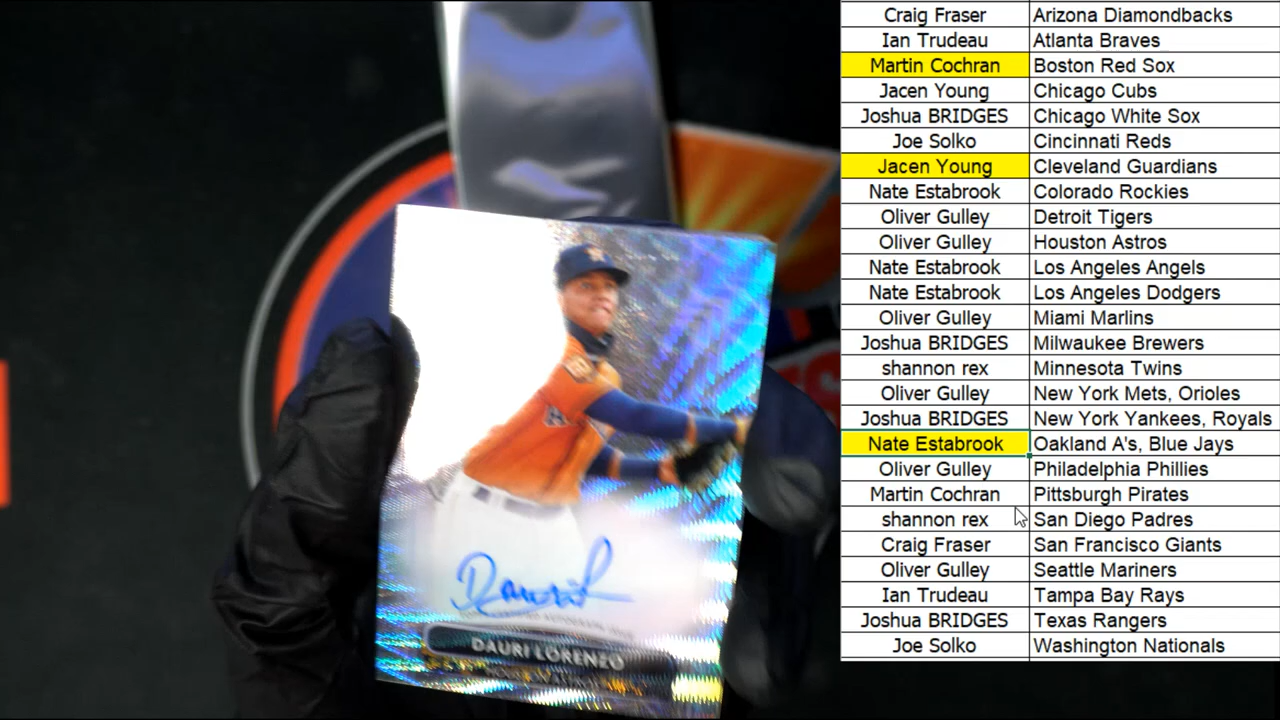 Craig Fraser Arizona Diamondbacks
Ian Trudeau Atlanta Braves
Martin Cochran Boston Red Sox
Jacen Young Chicago Cubs
Joshua BRIDGES Chicago White Sox
Joe Solko Cincinnati Reds
Jacen Young Cleveland Guardians
Nate Estabrook Colorado Rockies
Oliver Gulley Detroit Tigers
Oliver Gulley Houston Astros
Nate Estabrook Los Angeles Angels
Nate Estabrook Los Angeles Dodgers
Oliver Gulley Miami Marlins
Joshua BRIDGES Milwaukee Brewers
shannon rex Minnesota Twins
Oliver Gulley New York Mets, Orioles
Joshua BRIDGES New York Yankees, Royals
Nate Estabrook Oakland A's, Blue Jays
Oliver Gulley Philadelphia Phillies
Martin Cochran Pittsburgh Pirates
shannon rex San Diego Padres
Craig Fraser San Francisco Giants
Oliver Gulley Seattle Mariners
Ian Trudeau Tampa Bay Rays
Joshua BRIDGES Texas Rangers
Joe Solko Washington Nationals
DAURI LORENZO